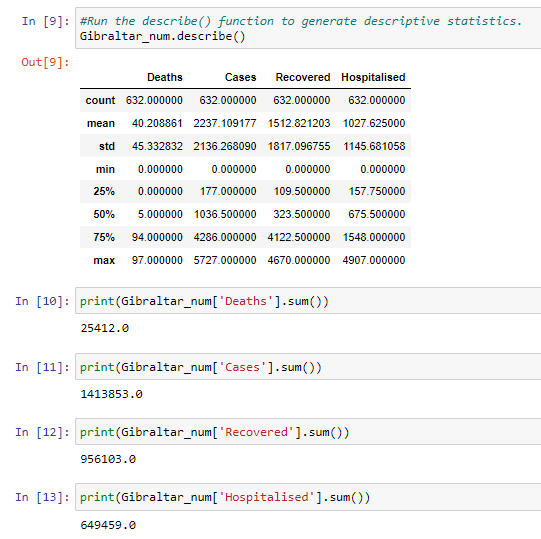 In [9]: #Run the describe() function to generate descriptive statistics.
Gibraltar_num.describe()
Out[9]:
Deaths Cases Recovered Hospitalised
count 632.000000 632.000000 632.000000 632.000000
mean 40.208861 2237.109177 1512.821203 1027.625000
std 45.332832 2136.268090 1817.096755 1145.681058
min 0.000000 0.000000 0.000000 0.000000
25% 0.000000 177.000000 109.500000 157.750000
50% 5.000000 1036.500000 323.500000 675.500000
75% 94.000000 4286.000000 4122.500000 1548.000000
max 97.000000 5727.000000 4670.000000 4907.000000
In [10]: print(Gibraltar_num['Deaths'].sum())
25412.0
In [11]: print(Gibraltar_num['Cases'].sum())
1413853.0
In [12]: print(Gibraltar_num['Recovered'].sum())
956103.0
In [13]: print(Gibraltar_num['Hospitalised'].sum())
649459.0